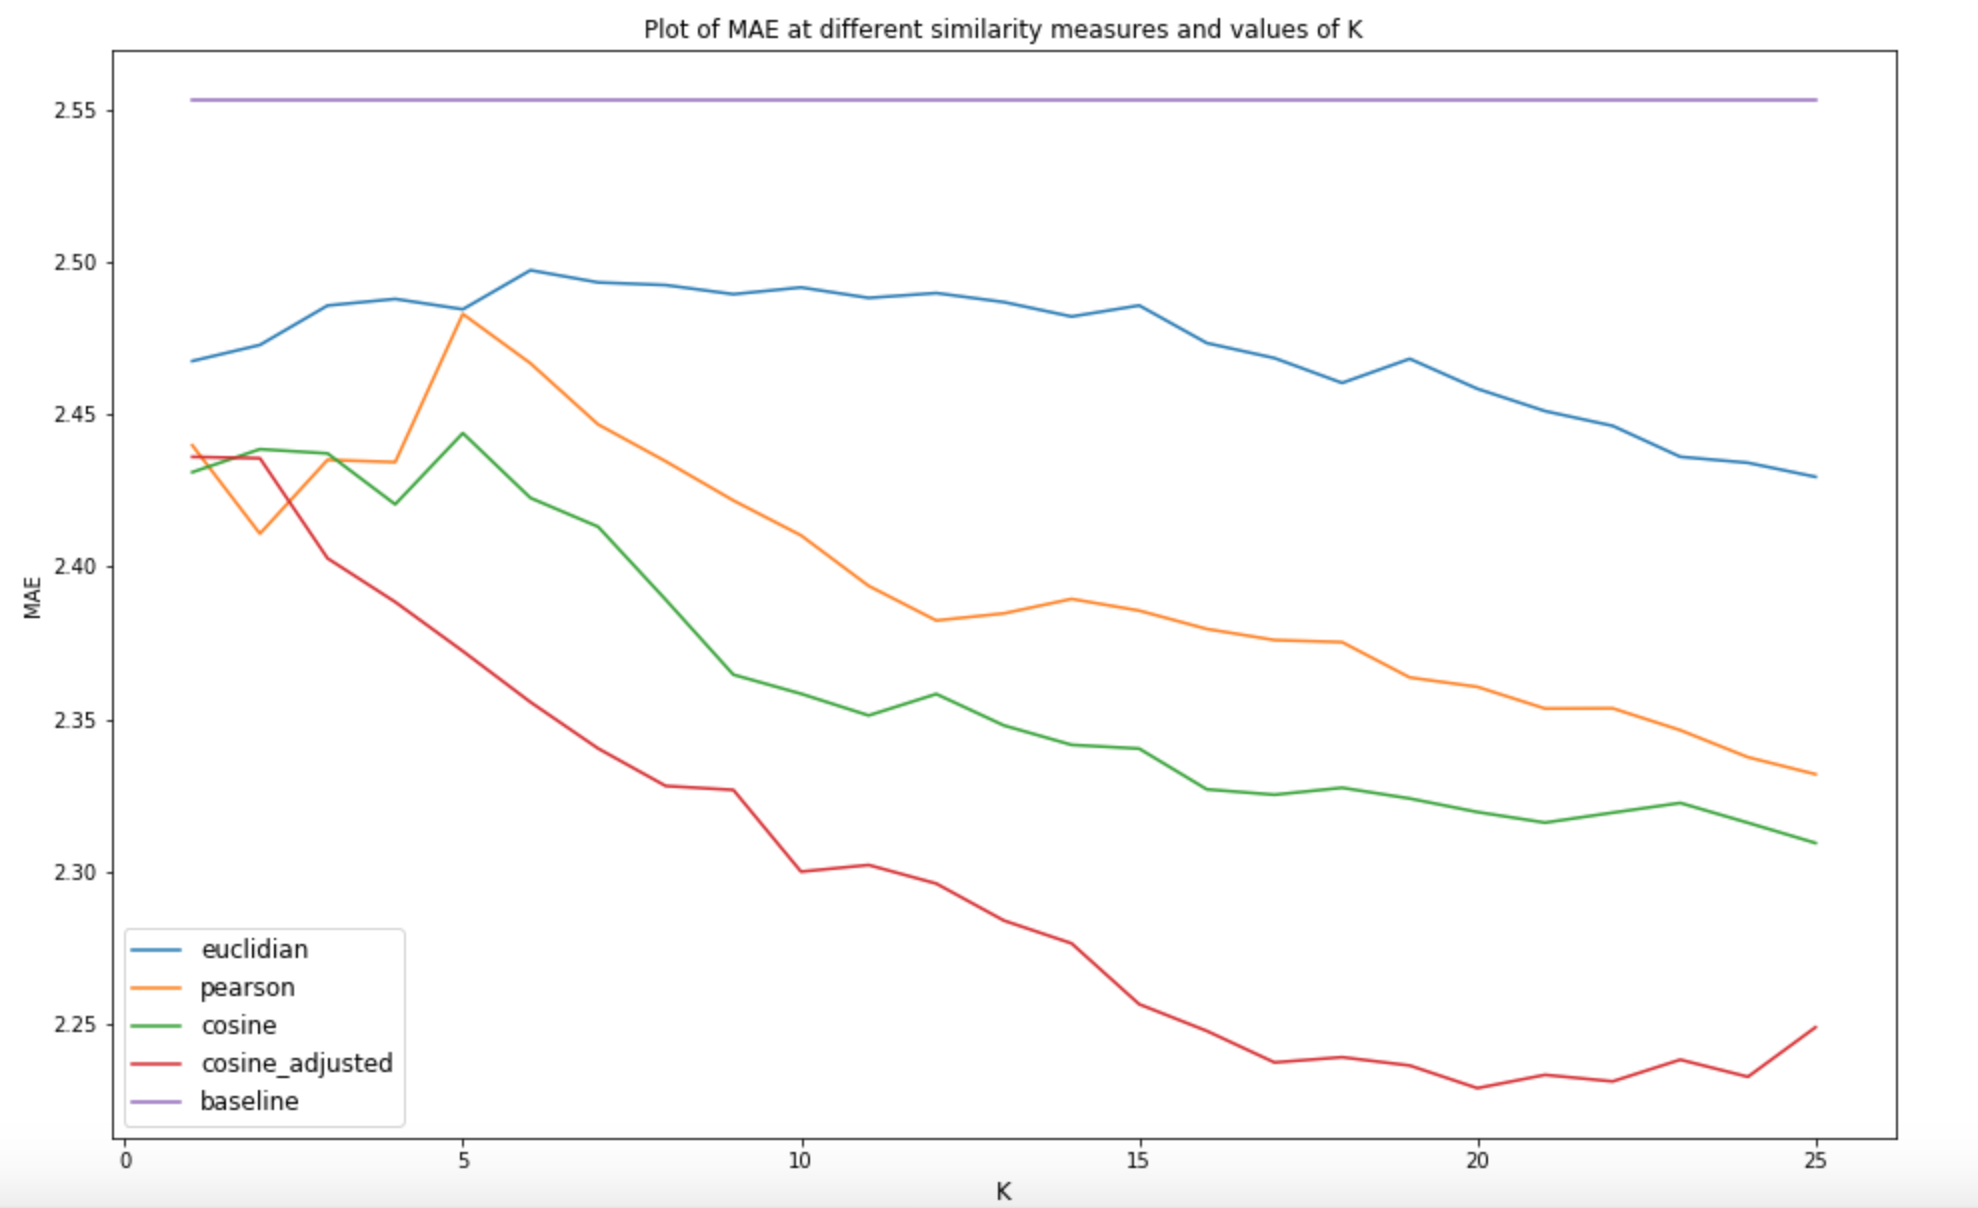 Plot of MAE at different similarity measures and values of K
2.55
2.50
2.45
2.40
2.35
2.30
2.25
MAE
euclidian
pearson
cosine
cosine_adjusted
baseline
0 5 10 15 20 25
K